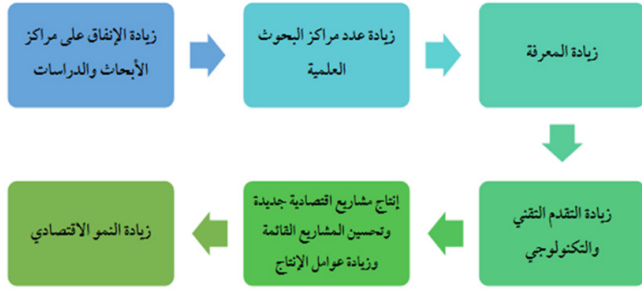 زيادة الإنفاق على مراكز
الأبحاث والدراسات
زيادة عدد مراكز البحوث
العلمية
زيادة المعرفة
زيادة التقدم التقني
والتكنولوجي
إنتاج مشاريع اقتصادية جديدة
وتحسين المشاريع القائمة
وزيادة عوامل الإنتاج
زيادة النمو الاقتصادي